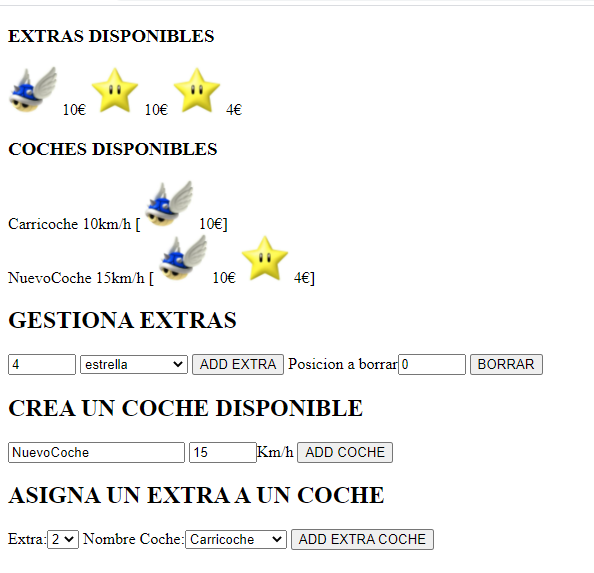 EXTRAS DISPONIBLES
10€ 10€ 4€
COCHES DISPONIBLES
Carricoche 10km/h [ 10€]
NuevoCoche 15km/h [ 10€ 4€]
GESTIONA EXTRAS
4 estrella ADD EXTRA Posicion a borrar 0 BORRAR
CREA UN COCHE DISPONIBLE
NuevoCoche 15 Km/h ADD COCHE
ASIGNA UN EXTRA A UN COCHE
Extra: 2 Nombre Coche: Carricoche ADD EXTRA COCHE